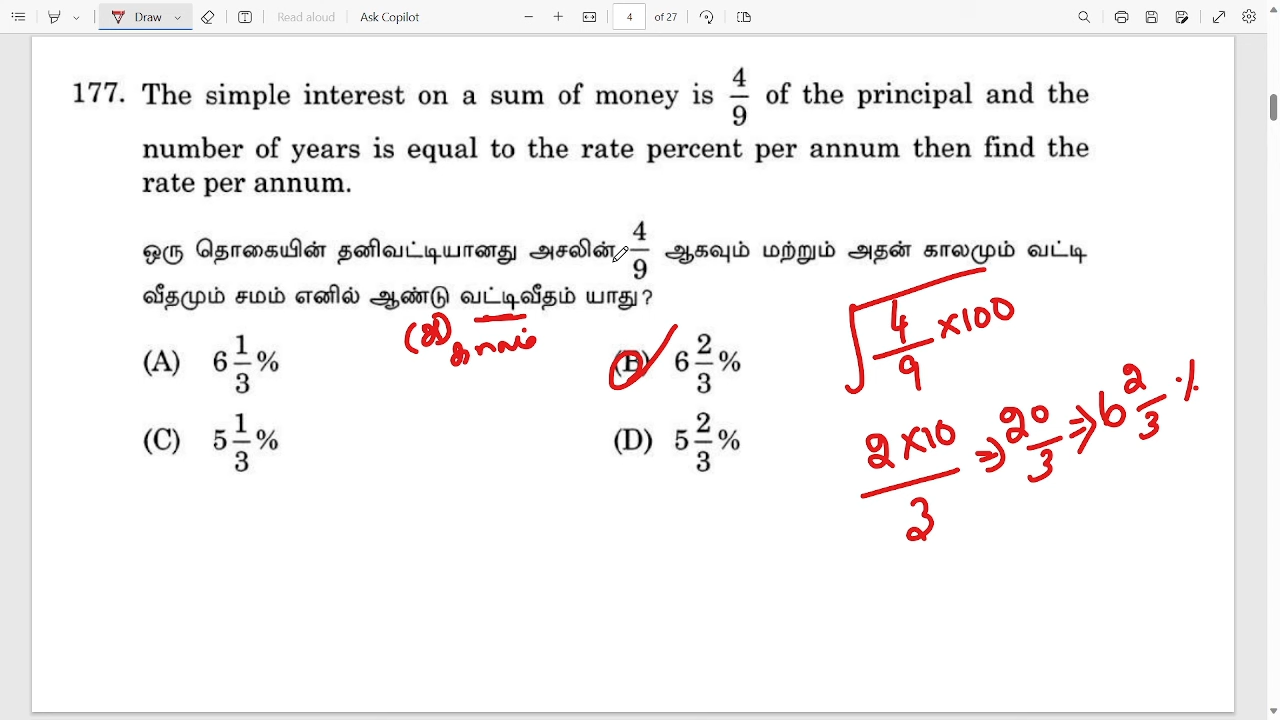 Draw
Read aloud
Ask Copilot
4
of 27
177. The simple interest on a sum of money is 4/9 of the principal and the
number of years is equal to the rate percent per annum then find the
rate per annum.
ஒரு தொகையின் தனிவட்டியானது அசலின் 4/9 ஆகவும் மற்றும் அதன் காலமும் வட்டி
வீதமும் சமம் எனில் ஆண்டு வட்டிவீதம் யாது?
(A) 6 1/3 %
(B) 6 2/3 %
(C) 5 1/3 %
(D) 5 2/3 %
(அ)
காலம்
√(4/9 ×100)
2×10/3 ⇒ 20/3 ⇒ 6 2/3 %